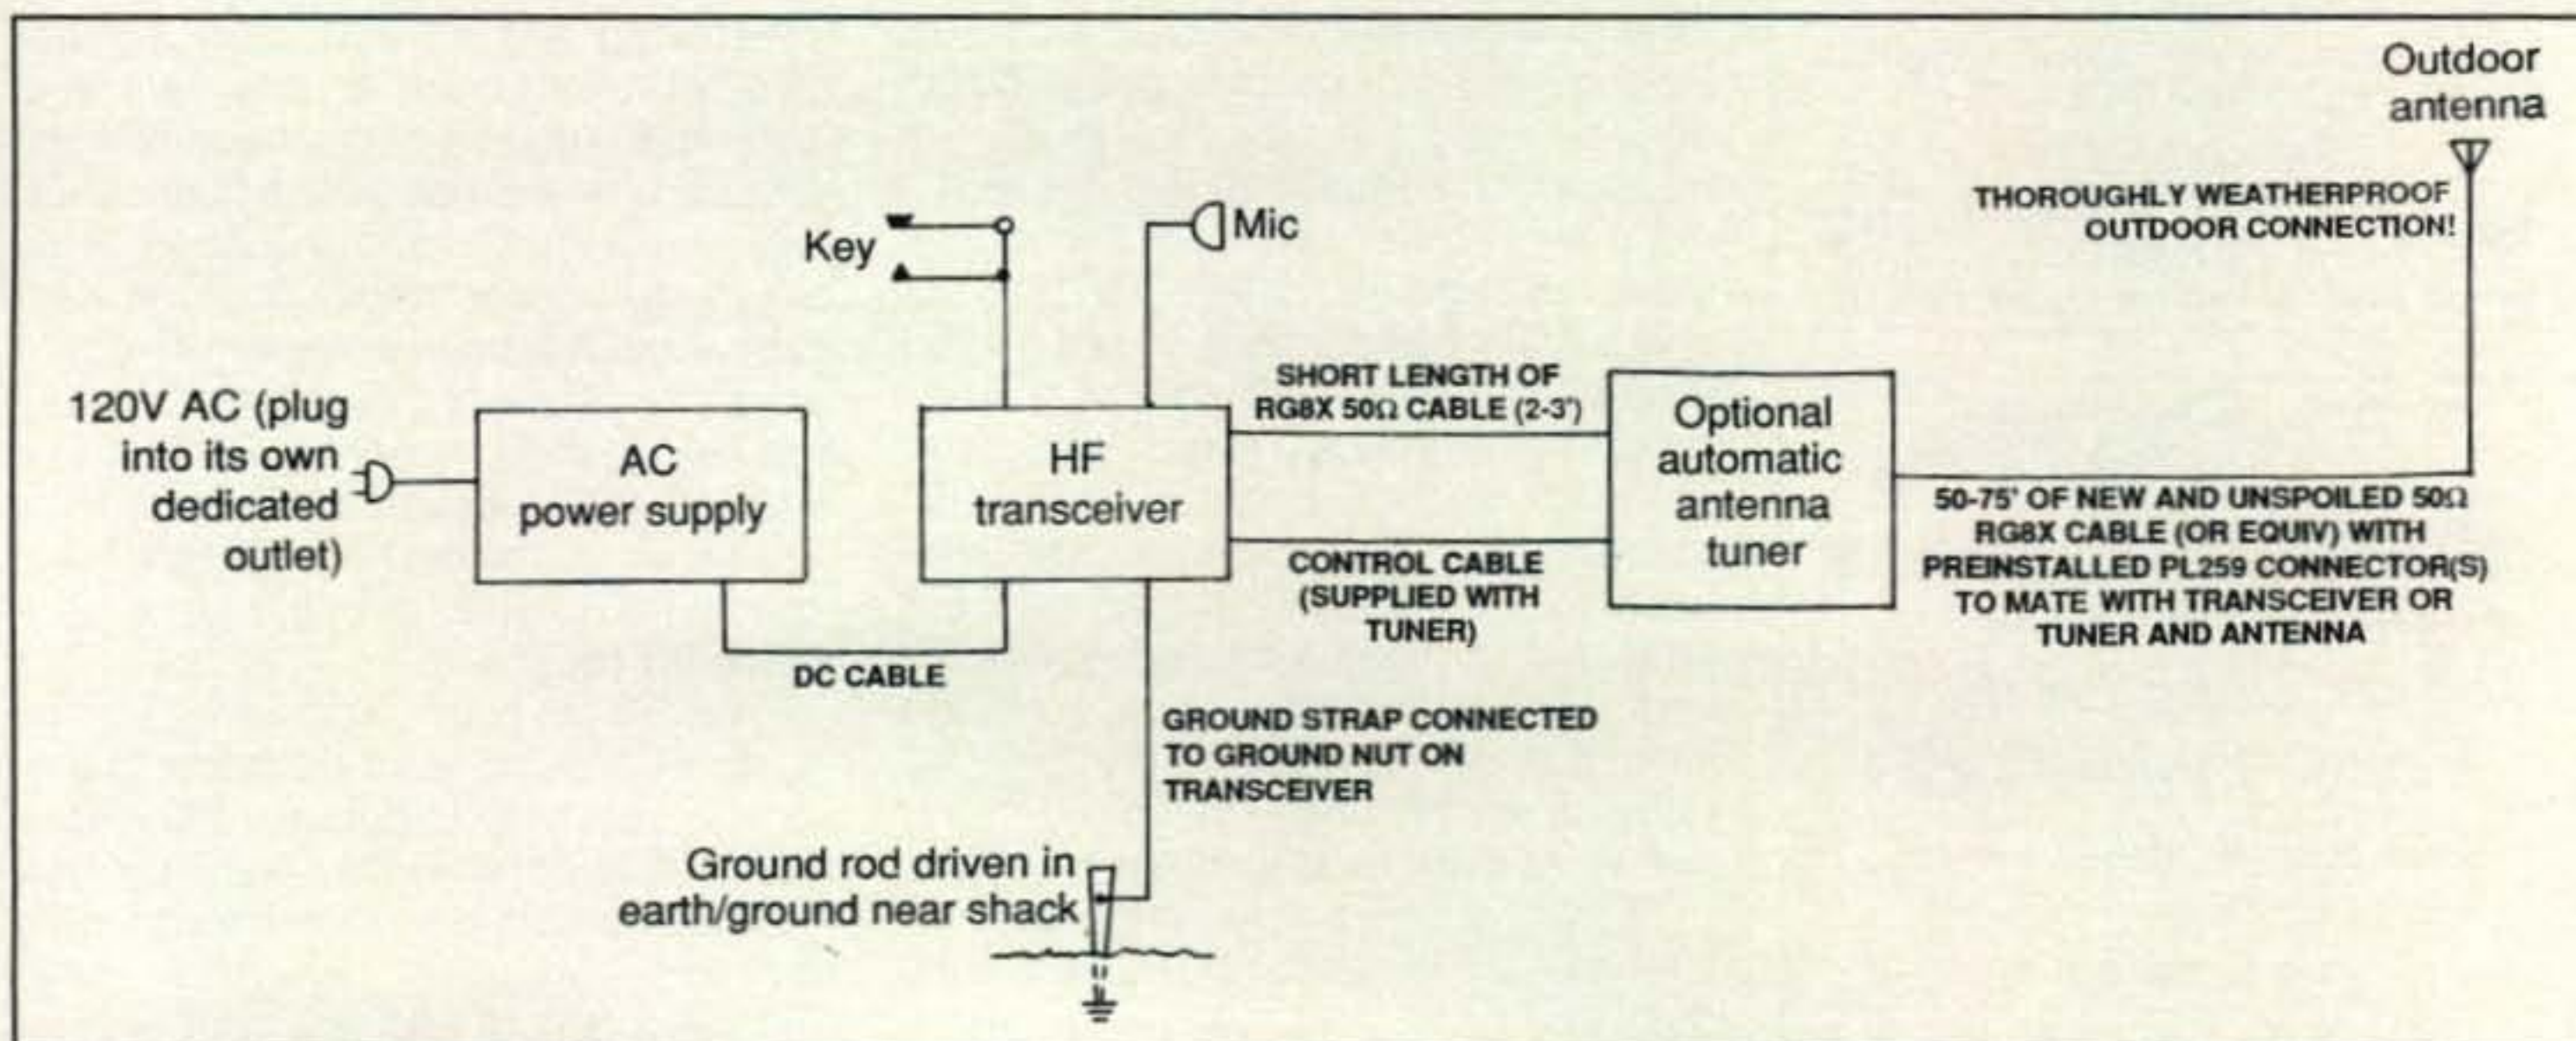 Outdoor
antenna
THOROUGHLY WEATHERPROOF
OUTDOOR CONNECTION!
Key
Mic
120V AC (plug
into its own
dedicated
outlet)
AC
power supply
HF
transceiver
SHORT LENGTH OF
RG8X 50Ω CABLE (2-3')
Optional
automatic
antenna
tuner
CONTROL CABLE
(SUPPLIED WITH
TUNER)
50-75' OF NEW AND UNSPOILED 50Ω
RG8X CABLE (OR EQUIV) WITH
PREINSTALLED PL259 CONNECTOR(S)
TO MATE WITH TRANSCEIVER OR
TUNER AND ANTENNA
DC CABLE
GROUND STRAP CONNECTED
TO GROUND NUT ON
TRANSCEIVER
Ground rod driven in
earth/ground near shack